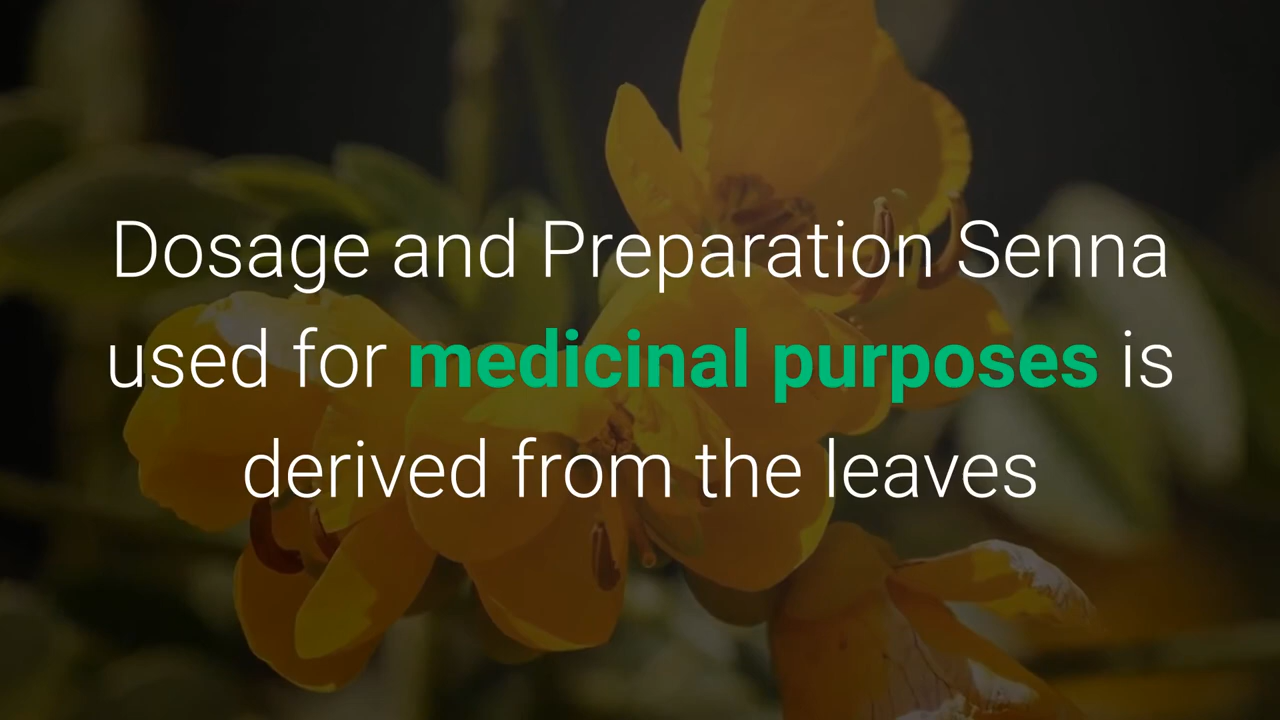 Dosage and Preparation Senna
used for medicinal purposes is
derived from the leaves